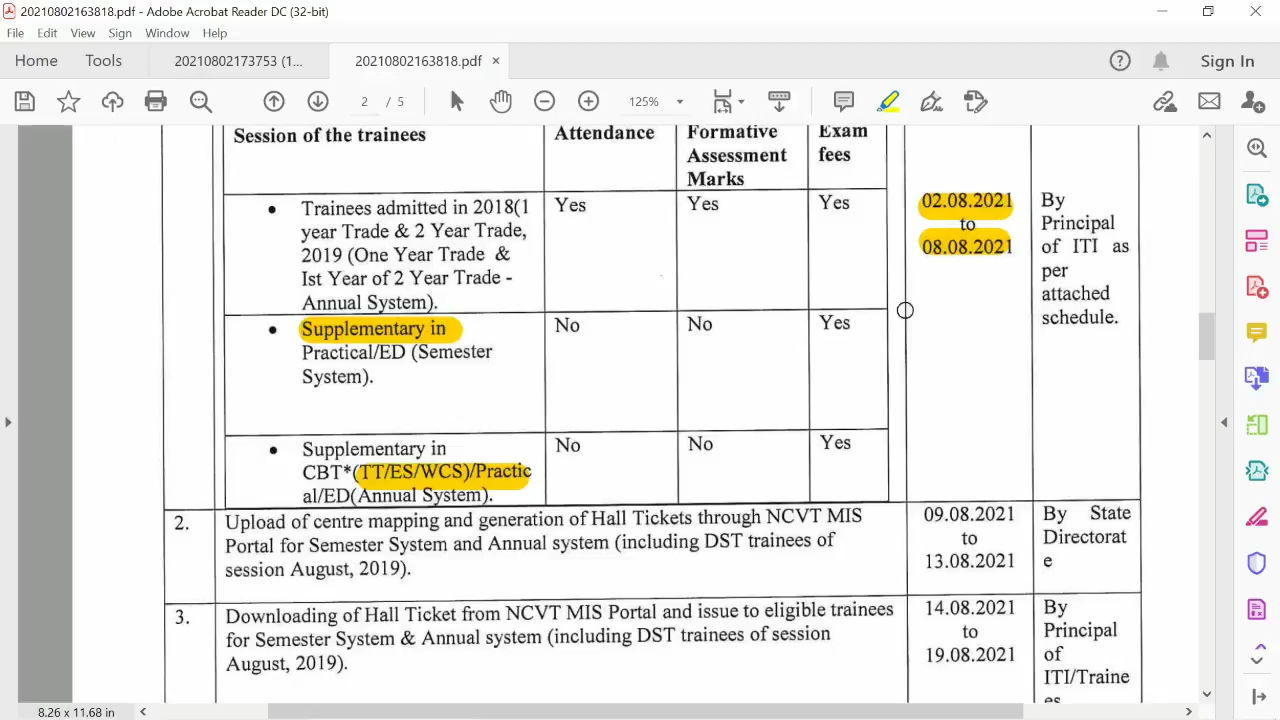 20210802163818.pdf - Adobe Acrobat Reader DC (32-bit)
File Edit View Sign Window Help
Home Tools 20210802173753 (1... 20210802163818.pdf × Sign In
2 / 5 125%
Session of the trainees Attendance Formative Assessment Marks Exam fees
• Trainees admitted in 2018(1
year Trade & 2 Year Trade,
2019 (One Year Trade &
Ist Year of 2 Year Trade -
Annual System).
Yes Yes Yes
02.08.2021
to
08.08.2021
By
Principal
of ITI as
per
attached
schedule.
• Supplementary in
Practical/ED (Semester
System).
No No Yes
• Supplementary in
CBT*(TT/ES/WCS)/Practic
al/ED(Annual System).
No No Yes
2. Upload of centre mapping and generation of Hall Tickets through NCVT MIS
Portal for Semester System and Annual system (including DST trainees of
session August, 2019).
09.08.2021
to
13.08.2021
By State
Directorat
e
3. Downloading of Hall Ticket from NCVT MIS Portal and issue to eligible trainees
for Semester System & Annual system (including DST trainees of session
August, 2019).
14.08.2021
to
19.08.2021
By
Principal
of
ITI/Traine
es
8.26 x 11.68 in